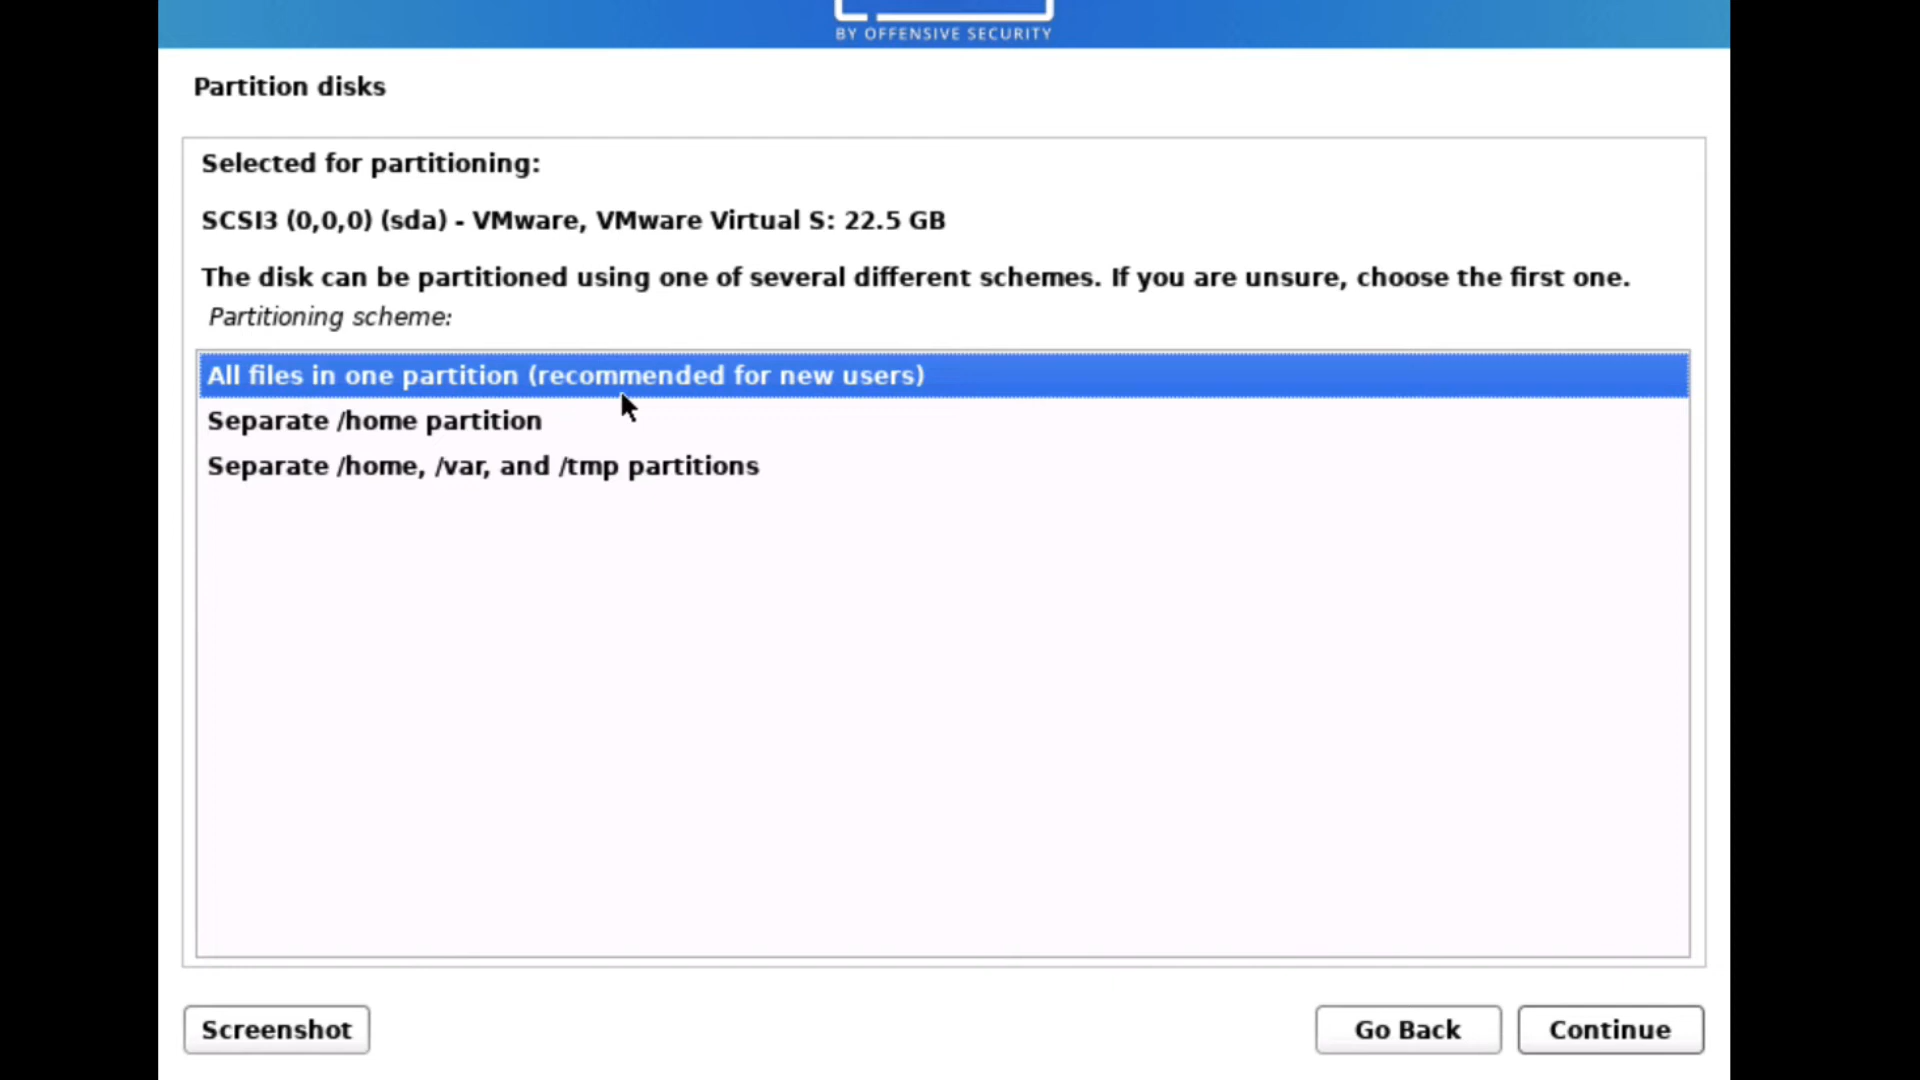 BY OFFENSIVE SECURITY
Partition disks
Selected for partitioning:
SCSI3 (0,0,0) (sda) - VMware, VMware Virtual S: 22.5 GB
The disk can be partitioned using one of several different schemes. If you are unsure, choose the first one.
Partitioning scheme:
All files in one partition (recommended for new users)
Separate /home partition
Separate /home, /var, and /tmp partitions
Screenshot
Go Back
Continue